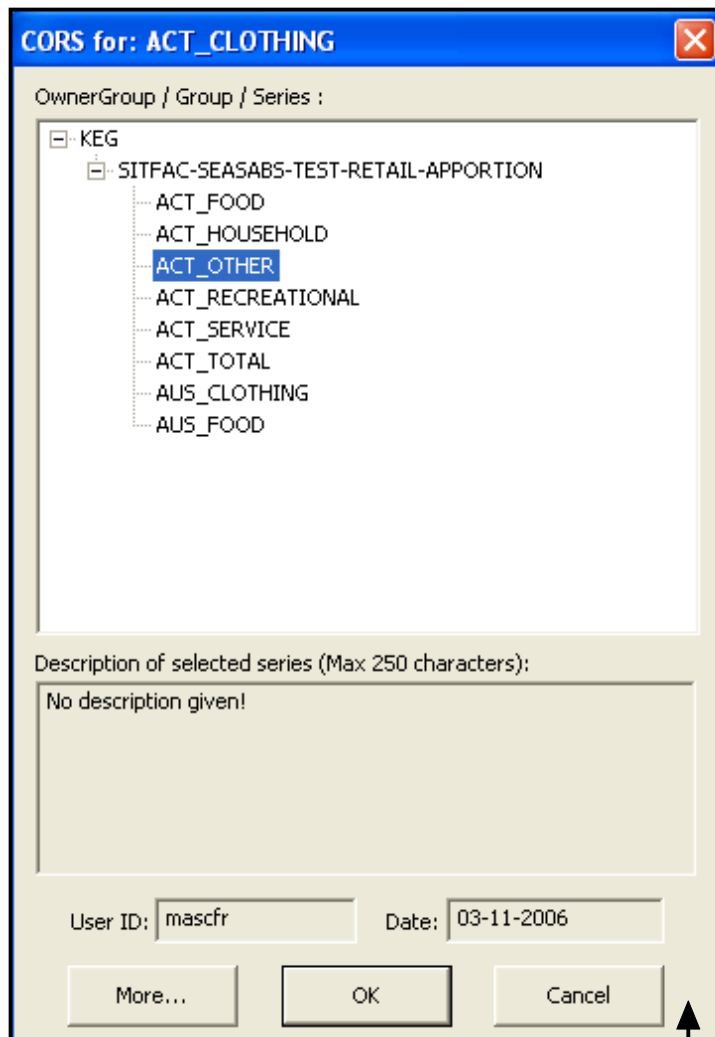 CORS for: ACT_CLOTHING
OwnerGroup / Group / Series :
KEG
SITFAC-SEASABS-TEST-RETAIL-APPORTION
ACT_FOOD
ACT_HOUSEHOLD
ACT_OTHER
ACT_RECREATIONAL
ACT_SERVICE
ACT_TOTAL
AUS_CLOTHING
AUS_FOOD
Description of selected series (Max 250 characters):
No description given!
User ID: mascfr Date: 03-11-2006
More... OK Cancel